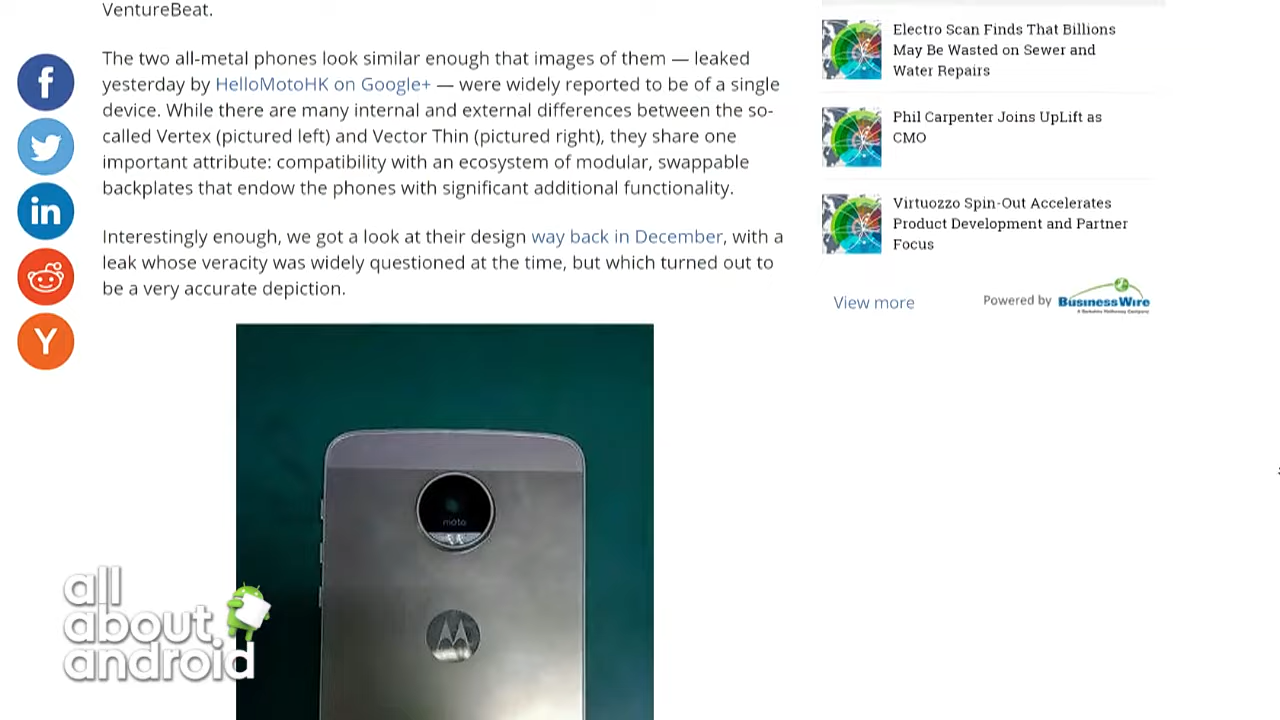 VentureBeat.
The two all-metal phones look similar enough that images of them — leaked
yesterday by HelloMotoHK on Google+ — were widely reported to be of a single
device. While there are many internal and external differences between the so-
called Vertex (pictured left) and Vector Thin (pictured right), they share one
important attribute: compatibility with an ecosystem of modular, swappable
backplates that endow the phones with significant additional functionality.
Interestingly enough, we got a look at their design way back in December, with a
leak whose veracity was widely questioned at the time, but which turned out to
be a very accurate depiction.
f
in
Y
moto
all
about
android
Electro Scan Finds That Billions
May Be Wasted on Sewer and
Water Repairs
Phil Carpenter Joins UpLift as
CMO
Virtuozzo Spin-Out Accelerates
Product Development and Partner
Focus
View more
Powered by BusinessWire
A Berkshire Hathaway Company